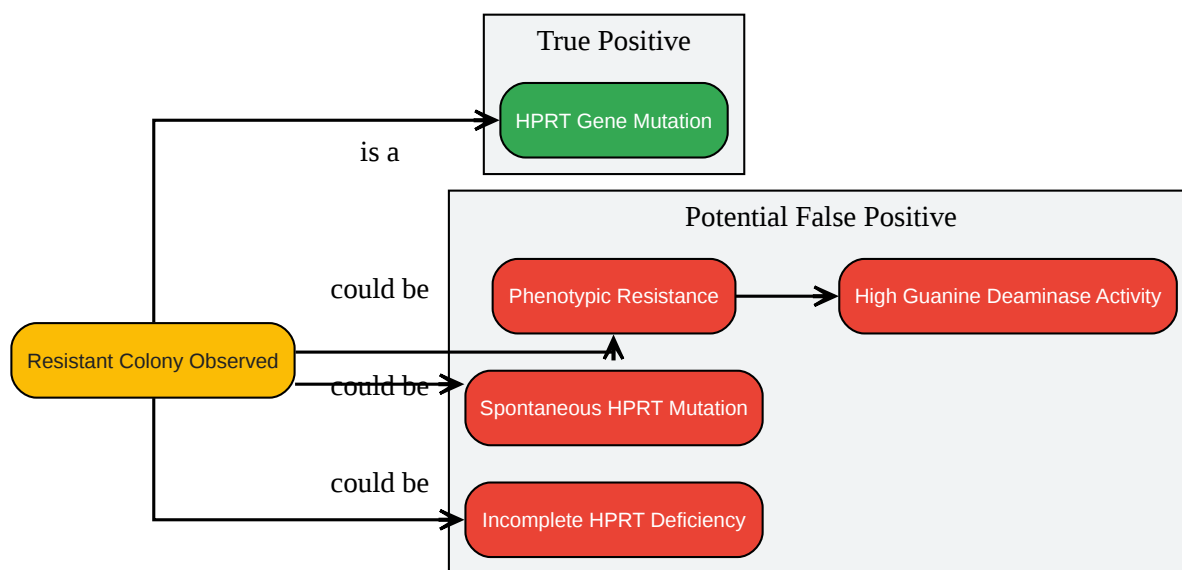 True Positive
HPRT Gene Mutation
is a
Potential False Positive
could be
Phenotypic Resistance
High Guanine Deaminase Activity
Resistant Colony Observed
could be
Spontaneous HPRT Mutation
could be
Incomplete HPRT Deficiency